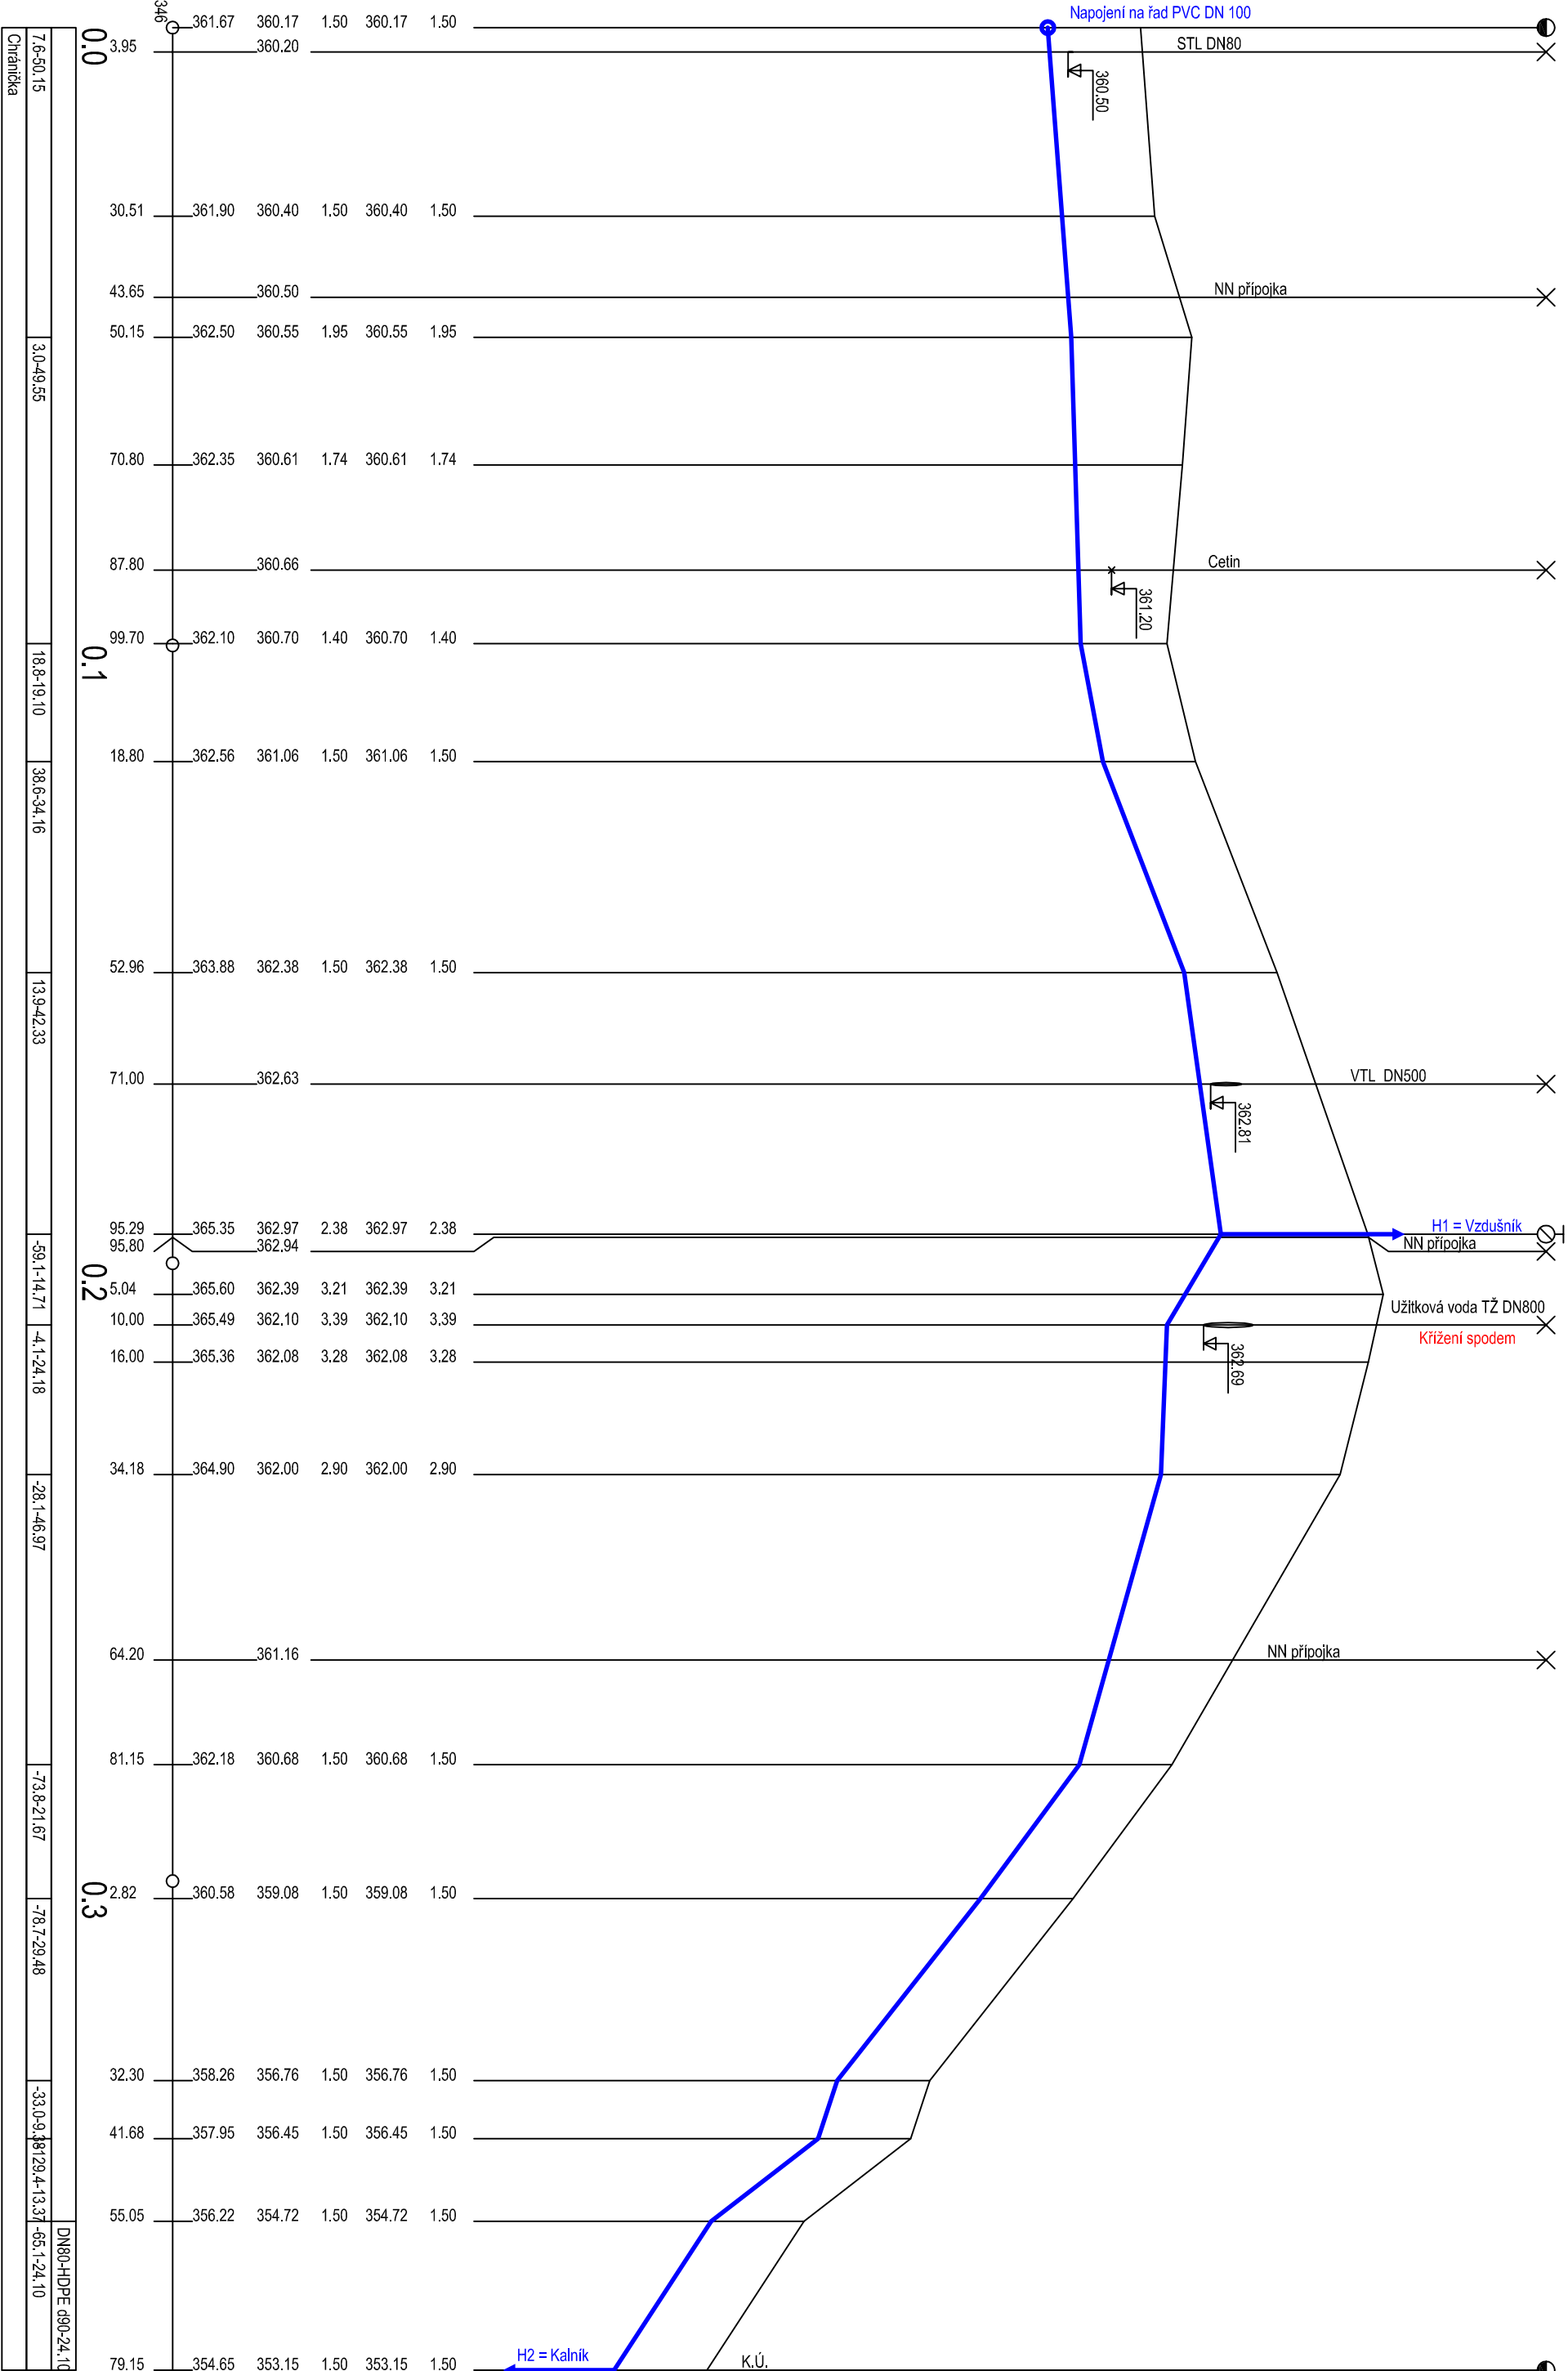 346
361.67 360.17 1.50 360.17 1.50
Napojení na řad PVC DN 100
0.0
3.95 360.20
STL DN80
360.50
30.51 361.90 360.40 1.50 360.40 1.50
43.65 360.50
NN přípojka
50.15 362.50 360.55 1.95 360.55 1.95
70.80 362.35 360.61 1.74 360.61 1.74
87.80 360.66
Cetin
361.20
99.70 362.10 360.70 1.40 360.70 1.40
0.1
18.80 362.56 361.06 1.50 361.06 1.50
52.96 363.88 362.38 1.50 362.38 1.50
71.00 362.63
VTL DN500
362.81
95.29 365.35 362.97 2.38 362.97 2.38
H1 = Vzdušník
95.80 362.94
NN přípojka
0.2
5.04 365.60 362.39 3.21 362.39 3.21
10.00 365.49 362.10 3.39 362.10 3.39
Užitková voda TŽ DN800
Křížení spodem
362.69
16.00 365.36 362.08 3.28 362.08 3.28
34.18 364.90 362.00 2.90 362.00 2.90
64.20 361.16
NN přípojka
81.15 362.18 360.68 1.50 360.68 1.50
0.3
2.82 360.58 359.08 1.50 359.08 1.50
32.30 358.26 356.76 1.50 356.76 1.50
41.68 357.95 356.45 1.50 356.45 1.50
55.05 356.22 354.72 1.50 354.72 1.50
79.15 354.65 353.15 1.50 353.15 1.50
H2 = Kalník
K.Ú.
DN80-HDPE d90-24.10
7.6-50.15
3.0-49.55
18.8-19.10
38.6-34.16
13.9-42.33
-59.1-14.71
-4.1-24.18
-28.1-46.97
-73.8-21.67
-78.7-29.48
-33.0-9.38
129.4-13.37
-65.1-24.10
Chránička